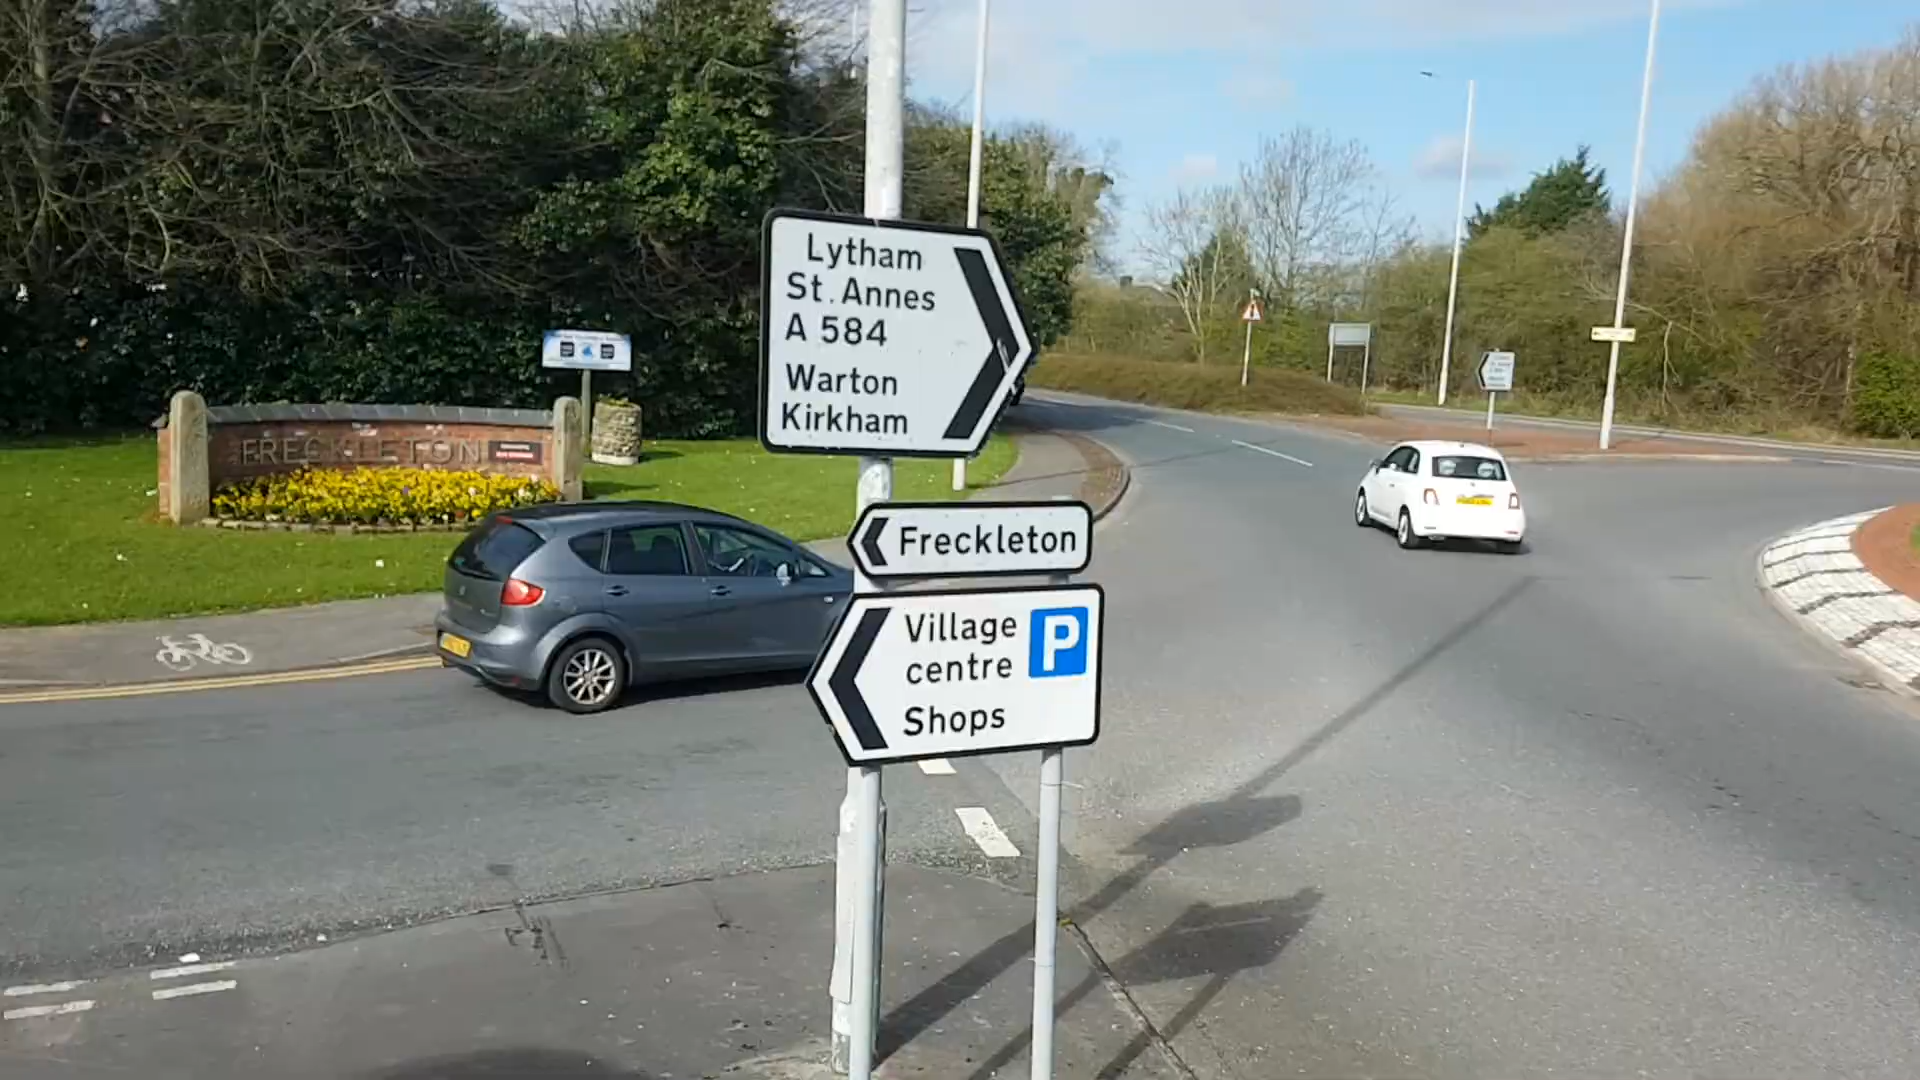 Lytham
St. Annes
A 584
Warton
Kirkham
FRECKLETON
Freckleton
Village
centre P
Shops